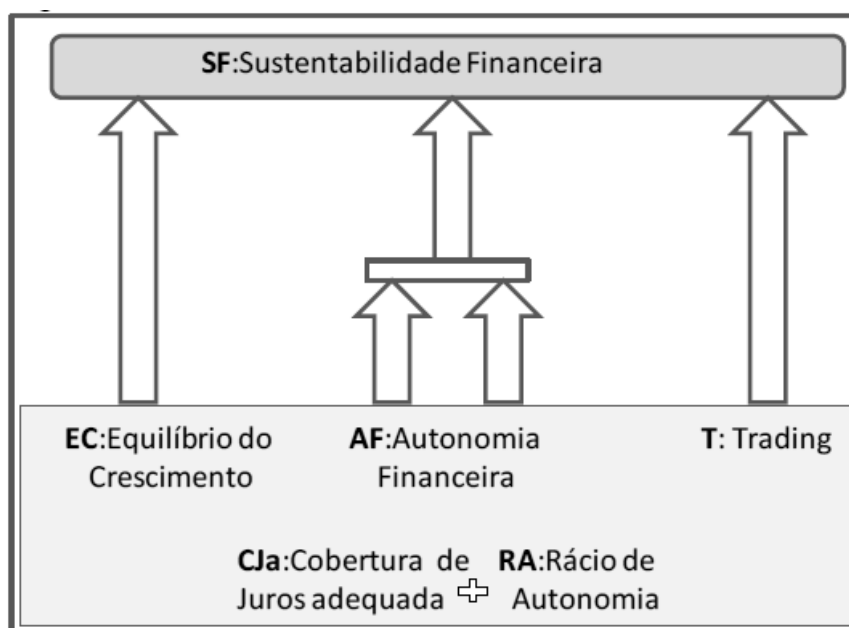 SF:Sustentabilidade Financeira
EC:Equilíbrio do
Crescimento
AF:Autonomia
Financeira
T: Trading
CJa:Cobertura de
Juros adequada
RA:Rácio de
Autonomia